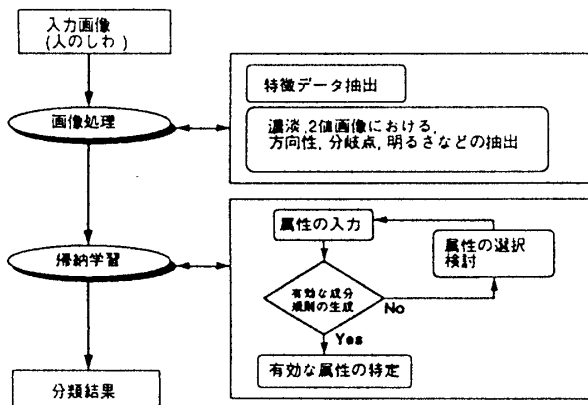 入力画像
(人のしわ)
特徴データ抽出
画像処理
濃淡,2値画像における,
方向性,分岐点,明るさなどの抽出
属性の入力
属性の選択
検討
帰納学習
有効な成分
規則の生成
No
Yes
有効な属性の特定
分類結果